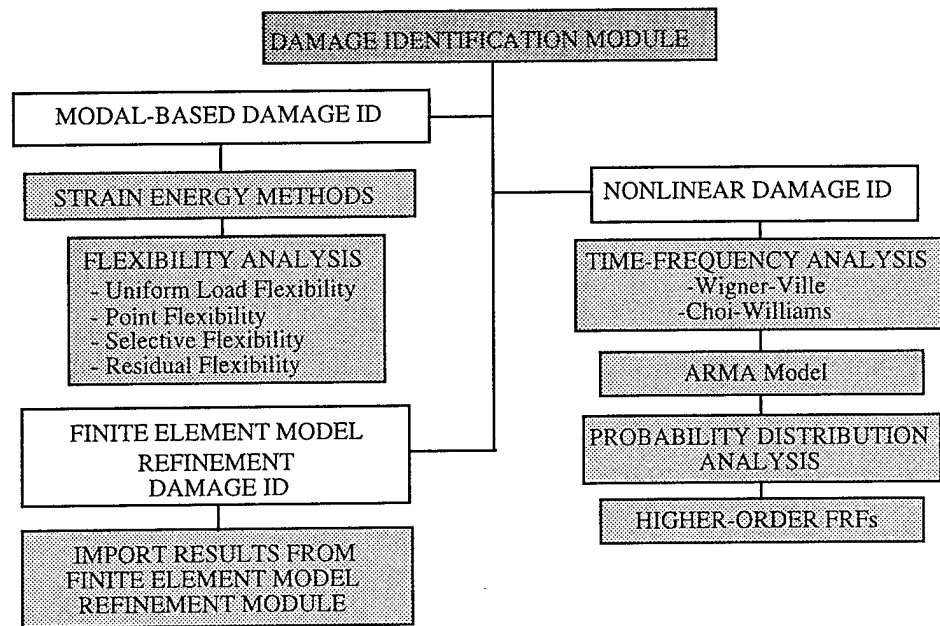 DAMAGE IDENTIFICATION MODULE
MODAL-BASED DAMAGE ID
STRAIN ENERGY METHODS
FLEXIBILITY ANALYSIS
- Uniform Load Flexibility
- Point Flexibility
- Selective Flexibility
- Residual Flexibility
FINITE ELEMENT MODEL
REFINEMENT
DAMAGE ID
IMPORT RESULTS FROM
FINITE ELEMENT MODEL
REFINEMENT MODULE
NONLINEAR DAMAGE ID
TIME-FREQUENCY ANALYSIS
-Wigner-Ville
-Choi-Williams
ARMA Model
PROBABILITY DISTRIBUTION
ANALYSIS
HIGHER-ORDER FRFs